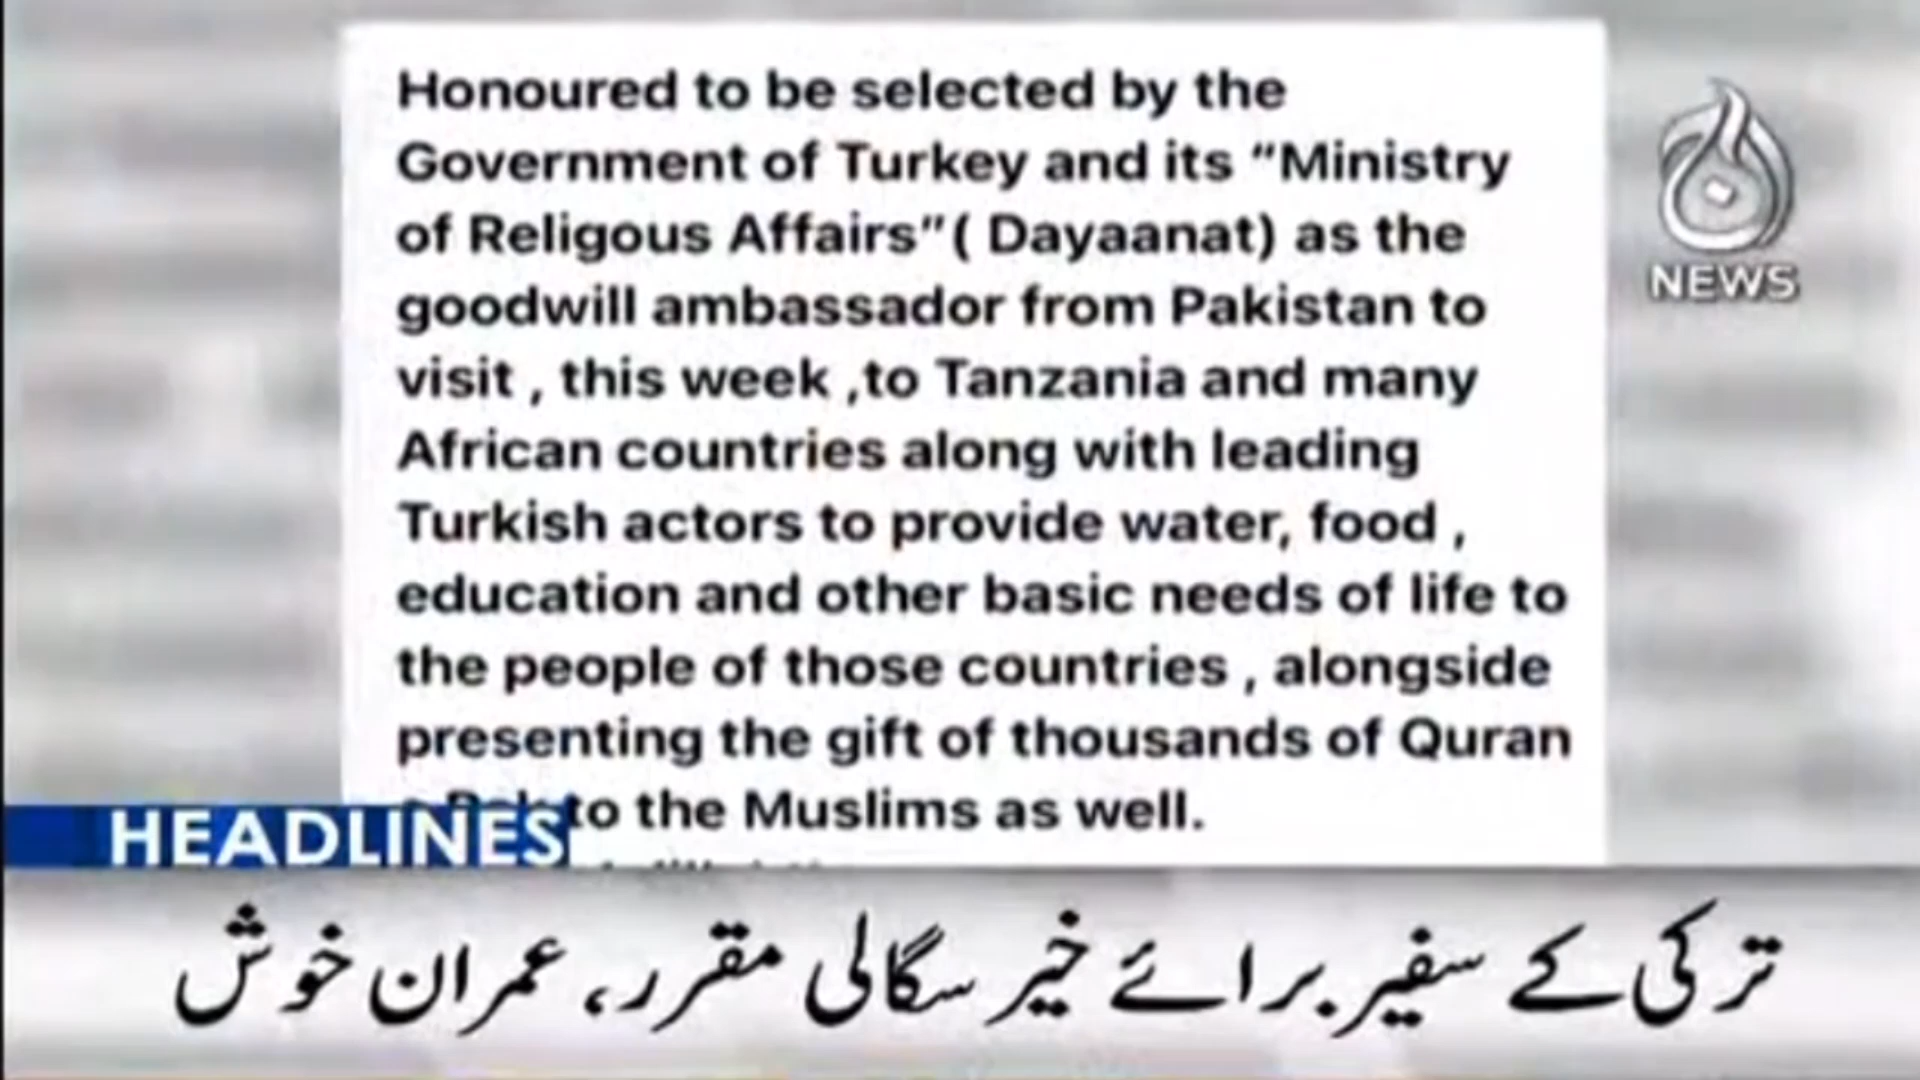 Honoured to be selected by the
Government of Turkey and its “Ministry
of Religous Affairs”( Dayaanat) as the
goodwill ambassador from Pakistan to
visit , this week ,to Tanzania and many
African countries along with leading
Turkish actors to provide water, food ,
education and other basic needs of life to
the people of those countries , alongside
presenting the gift of thousands of Quran
to the Muslims as well.
آج
NEWS
HEADLINES
ترکی کے سفیر برائے خیر سگالی مقرر، عمران خوش